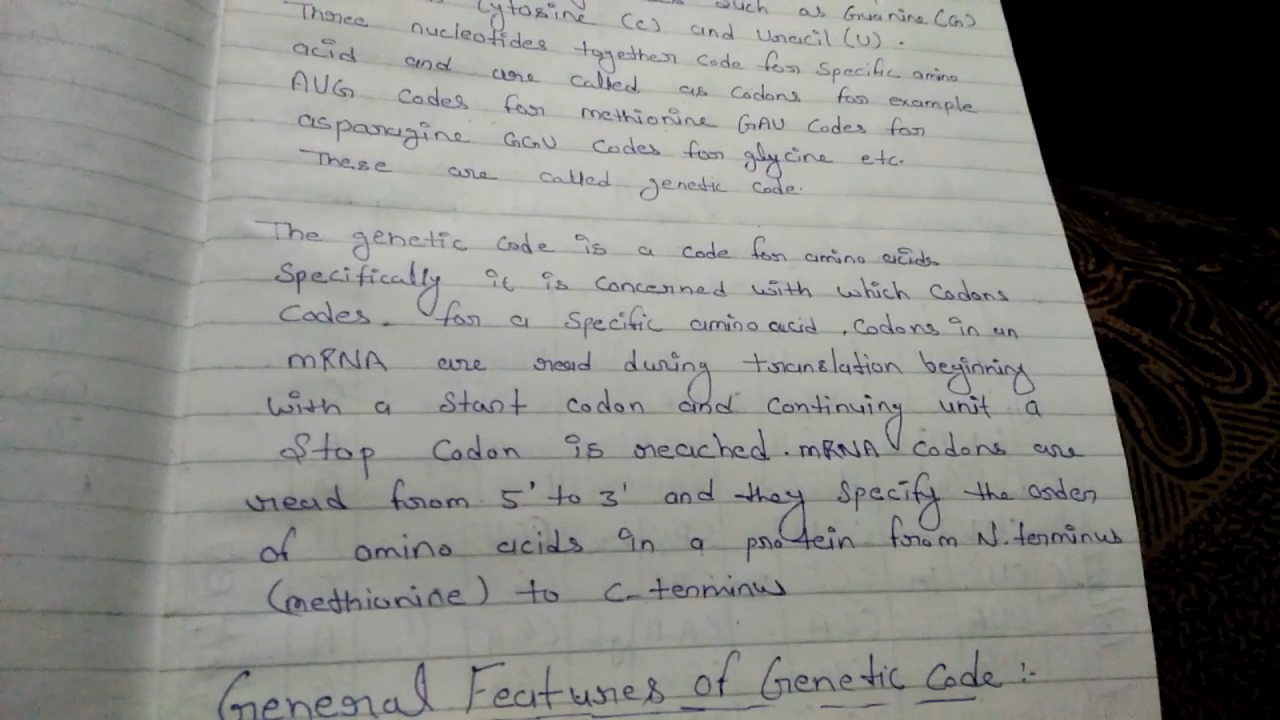 such as Guanine (G)
Cytosine (C) and Uracil (U).
Three nucleotides together code for specific amino
acid and are called as codons for example
AUG codes for methionine GAU codes for
asparagine GGU codes for glycine etc.
These are called genetic code.
The genetic code is a code for amino acids
Specifically it is concerned with which codons
codes for a specific amino acid, codons in an
mRNA are read during translation beginning
with a start codon and continuing unit a
stop codon is reached. mRNA codons are
read from 5' to 3' and they specify the order
of amino acids in a protein from N. terminus
(methionine) to C-terminus
General Features of Genetic Code :-